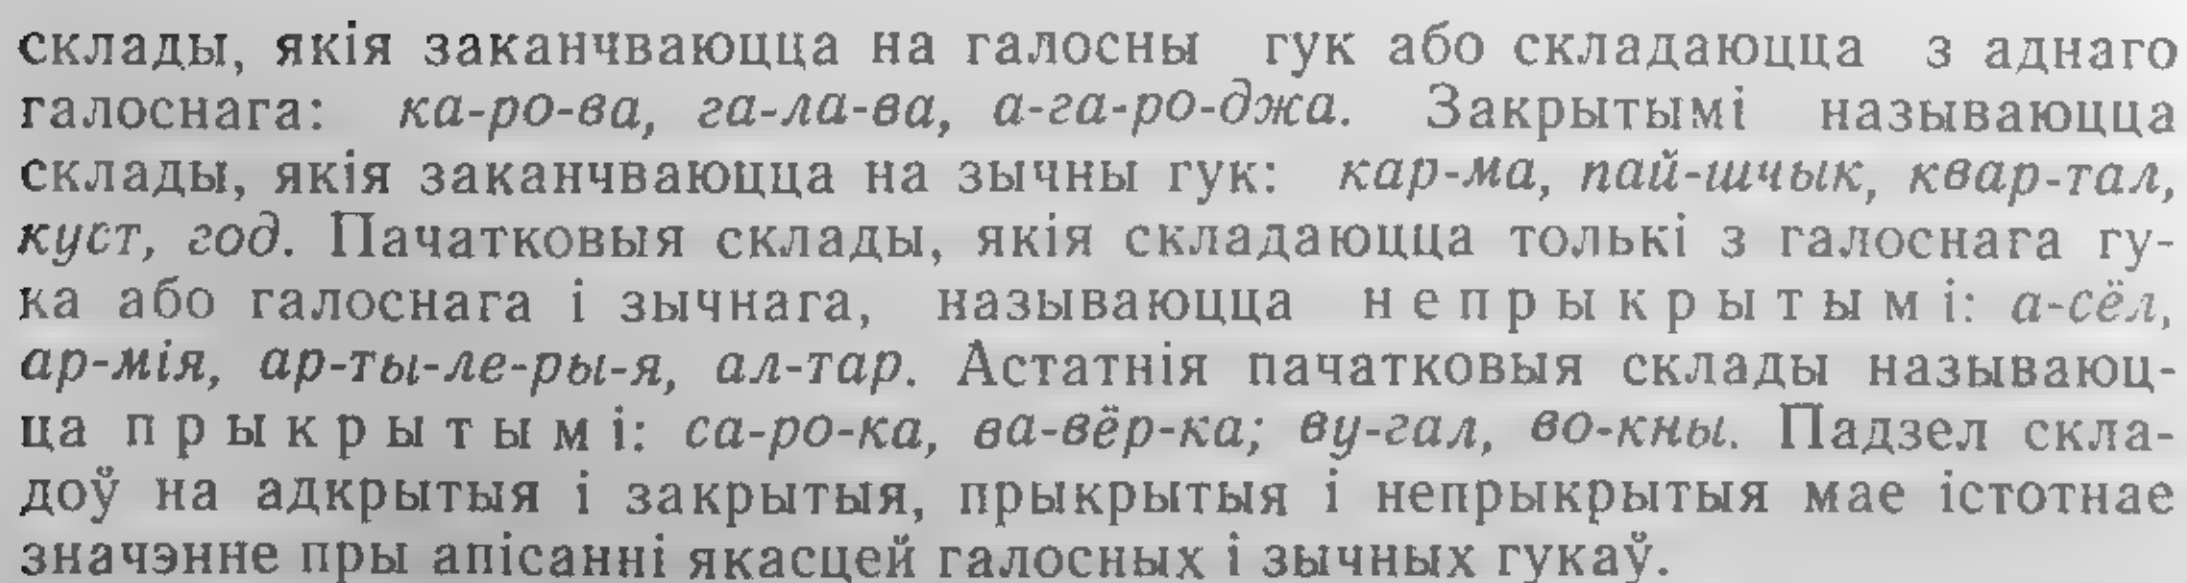 склады, якія заканчваюцца на галосны гук або складаюцца з аднаго
галоснага: ка-ро-ва, га-ла-ва, а-га-ро-джа. Закрытымі называюцца
склады, якія заканчваюцца на зычны гук: кар-ма, пай-шчык, квар-тал,
куст, год. Пачатковыя склады, якія складаюцца толькі з галоснага гу-
ка або галоснага і зычнага, называюцца непрыкрытымі: а-сёл,
ар-мія, ар-ты-ле-ры-я, ал-тар. Астатнія пачатковыя склады называюц-
ца прыкрытымі: са-ро-ка, ва-вёр-ка; ву-гал, во-кны. Падзел скла-
доў на адкрытыя і закрытыя, прыкрытыя і непрыкрытыя мае істотнае
значэнне пры апісанні якасцей галосных і зычных гукаў.